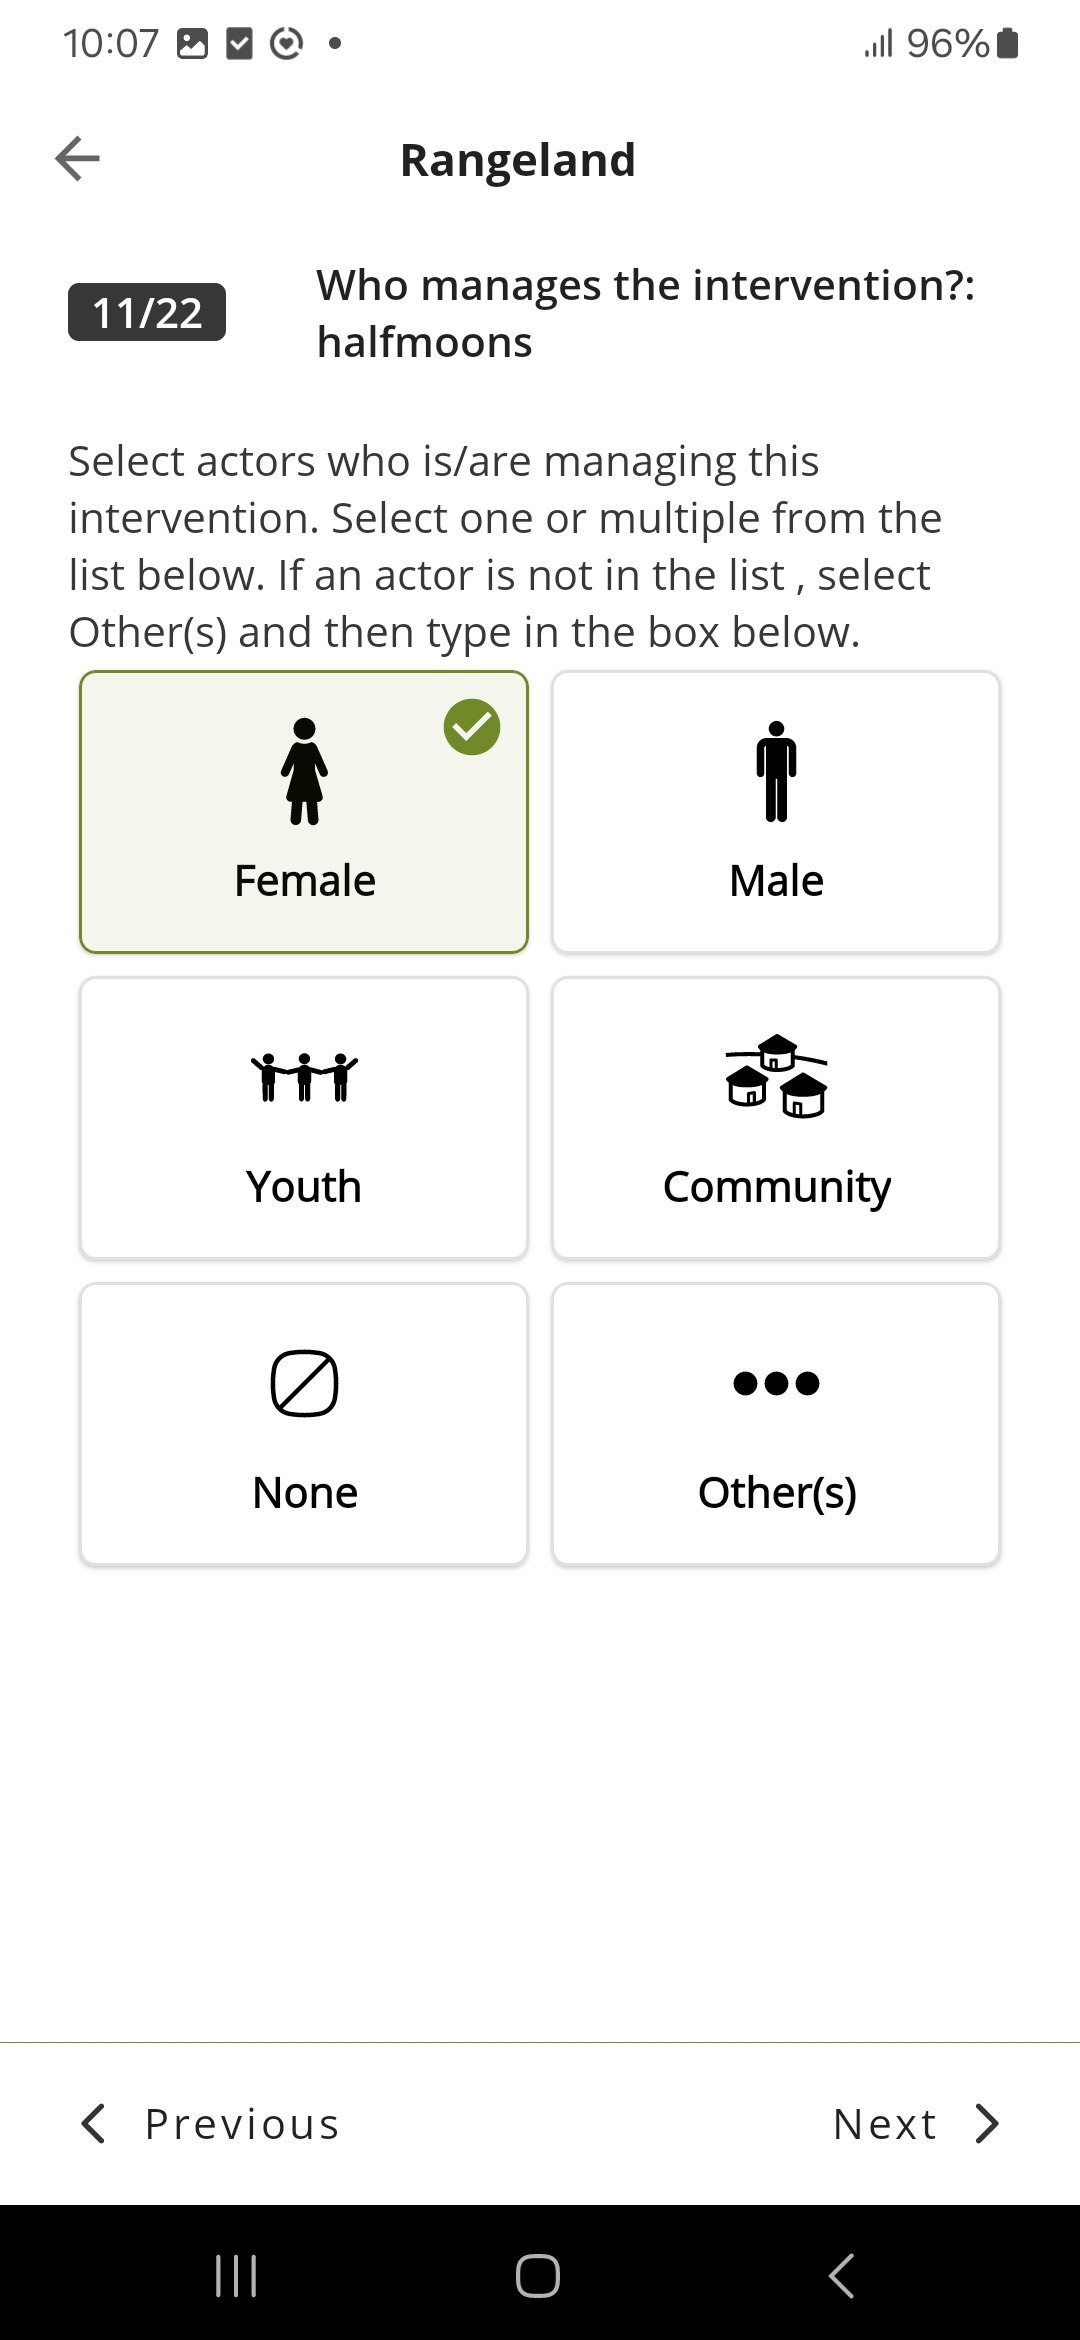 10:07
96%
Rangeland
11/22
Who manages the intervention?:
halfmoons
Select actors who is/are managing this
intervention. Select one or multiple from the
list below. If an actor is not in the list , select
Other(s) and then type in the box below.
Female
Male
Youth
Community
None
Other(s)
Previous
Next